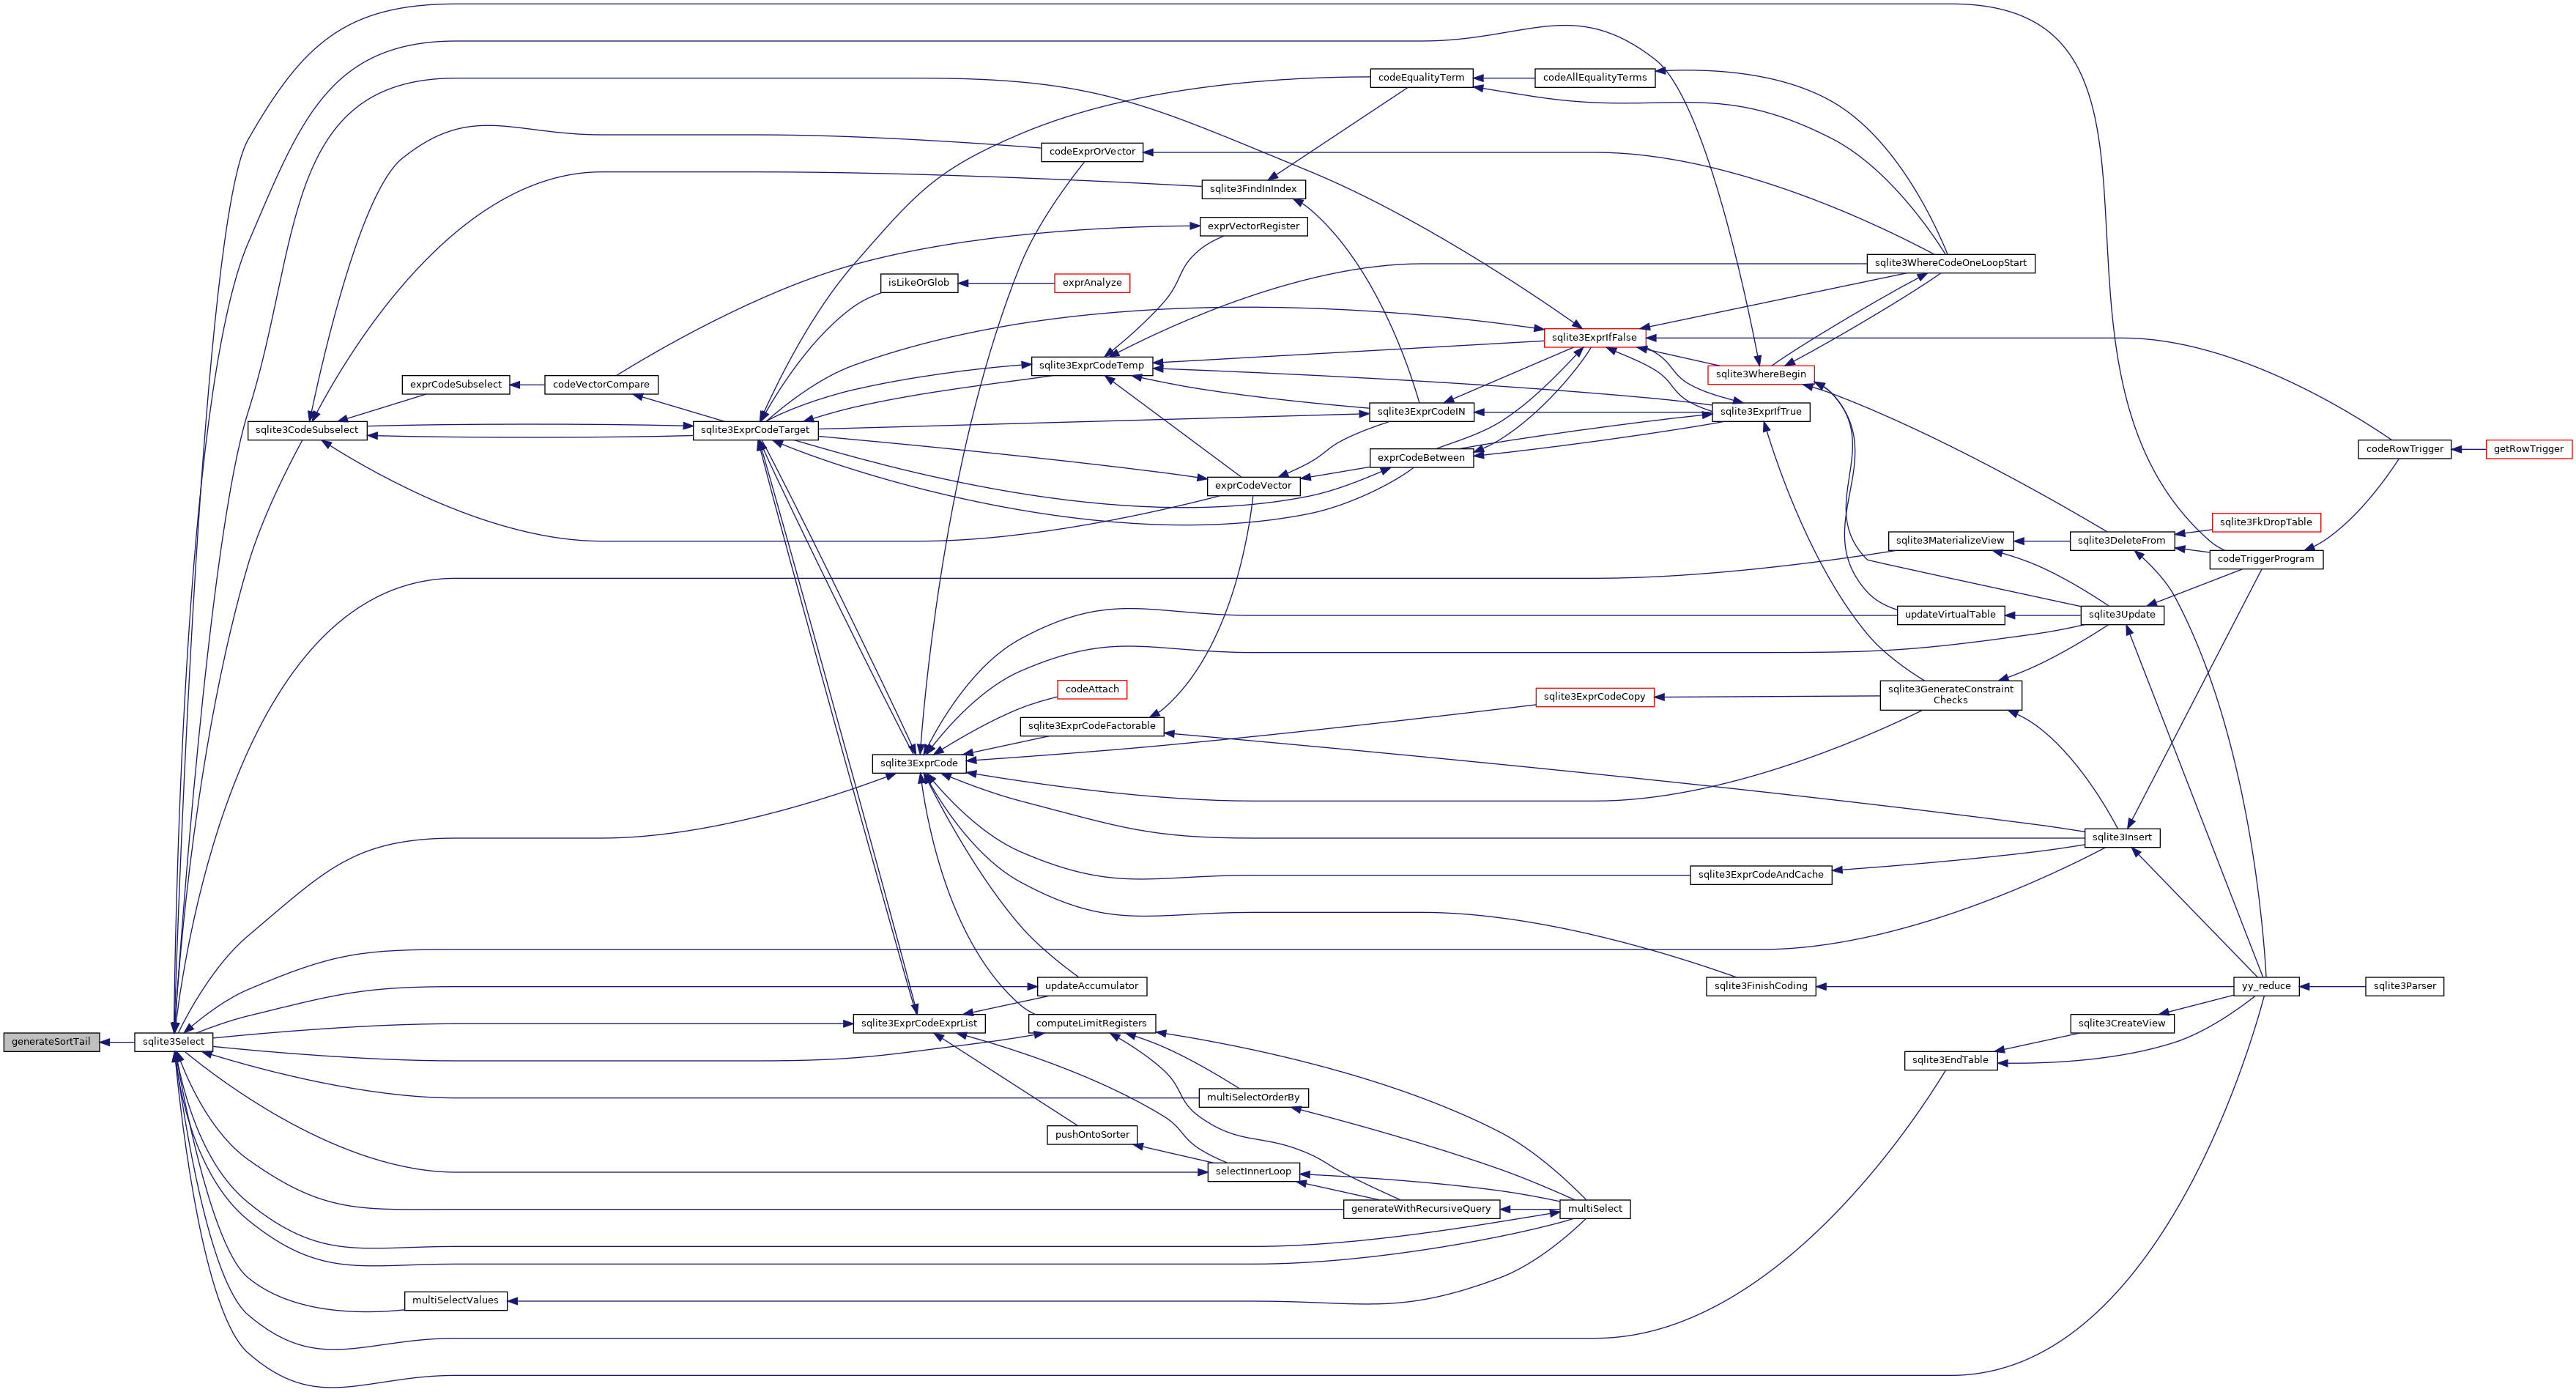 codeEqualityTerm
codeAllEqualityTerms
codeExprOrVector
sqlite3FindInIndex
exprVectorRegister
sqlite3WhereCodeOneLoopStart
isLikeOrGlob
exprAnalyze
sqlite3ExprIfFalse
sqlite3ExprCodeTemp
sqlite3WhereBegin
exprCodeSubselect
codeVectorCompare
sqlite3ExprCodeIN
sqlite3ExprIfTrue
sqlite3CodeSubselect
sqlite3ExprCodeTarget
codeRowTrigger
getRowTrigger
exprCodeBetween
exprCodeVector
sqlite3FkDropTable
sqlite3MaterializeView
sqlite3DeleteFrom
codeTriggerProgram
updateVirtualTable
sqlite3Update
codeAttach
sqlite3ExprCodeCopy
sqlite3GenerateConstraint
Checks
sqlite3ExprCodeFactorable
sqlite3ExprCode
sqlite3Insert
sqlite3ExprCodeAndCache
updateAccumulator
sqlite3FinishCoding
yy_reduce
sqlite3Parser
sqlite3ExprCodeExprList
computeLimitRegisters
sqlite3CreateView
generateSortTail
sqlite3Select
sqlite3EndTable
multiSelectOrderBy
pushOntoSorter
selectInnerLoop
generateWithRecursiveQuery
multiSelect
multiSelectValues